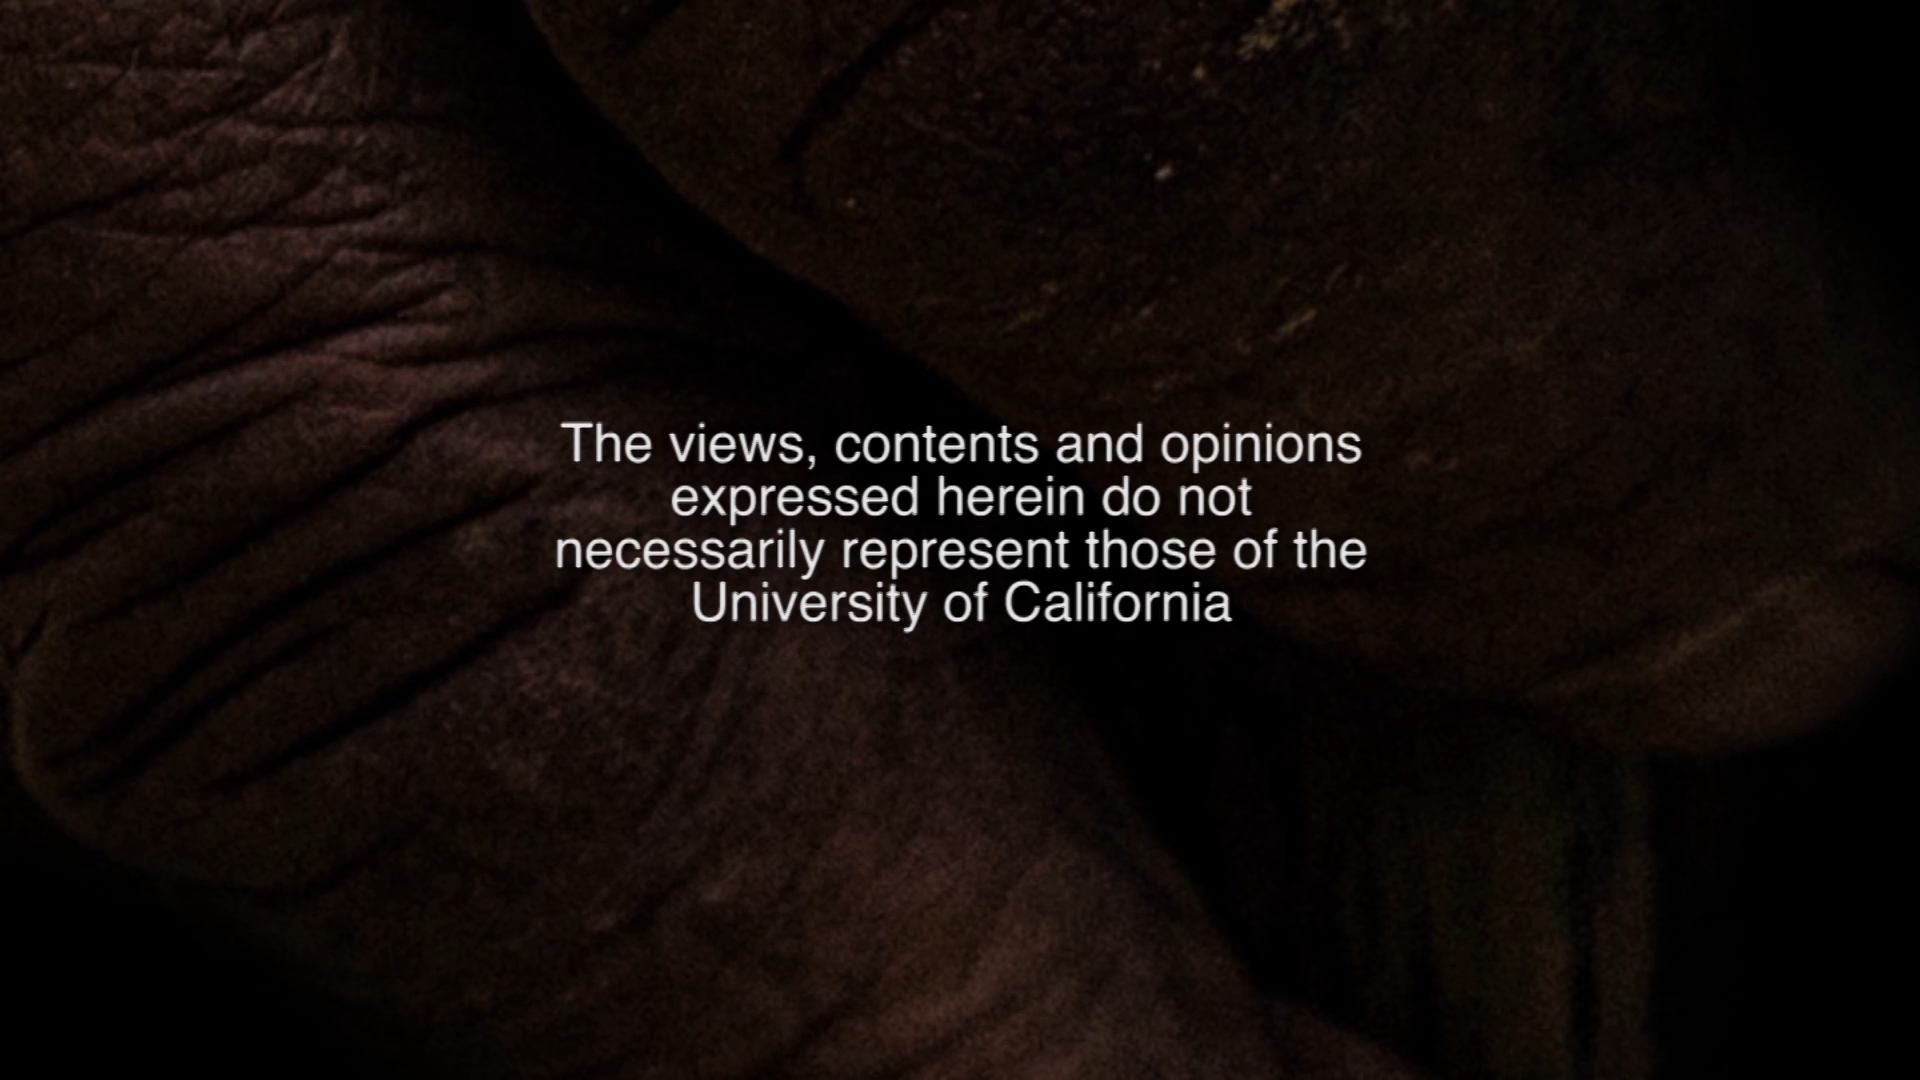 The views, contents and opinions
expressed herein do not
necessarily represent those of the
University of California